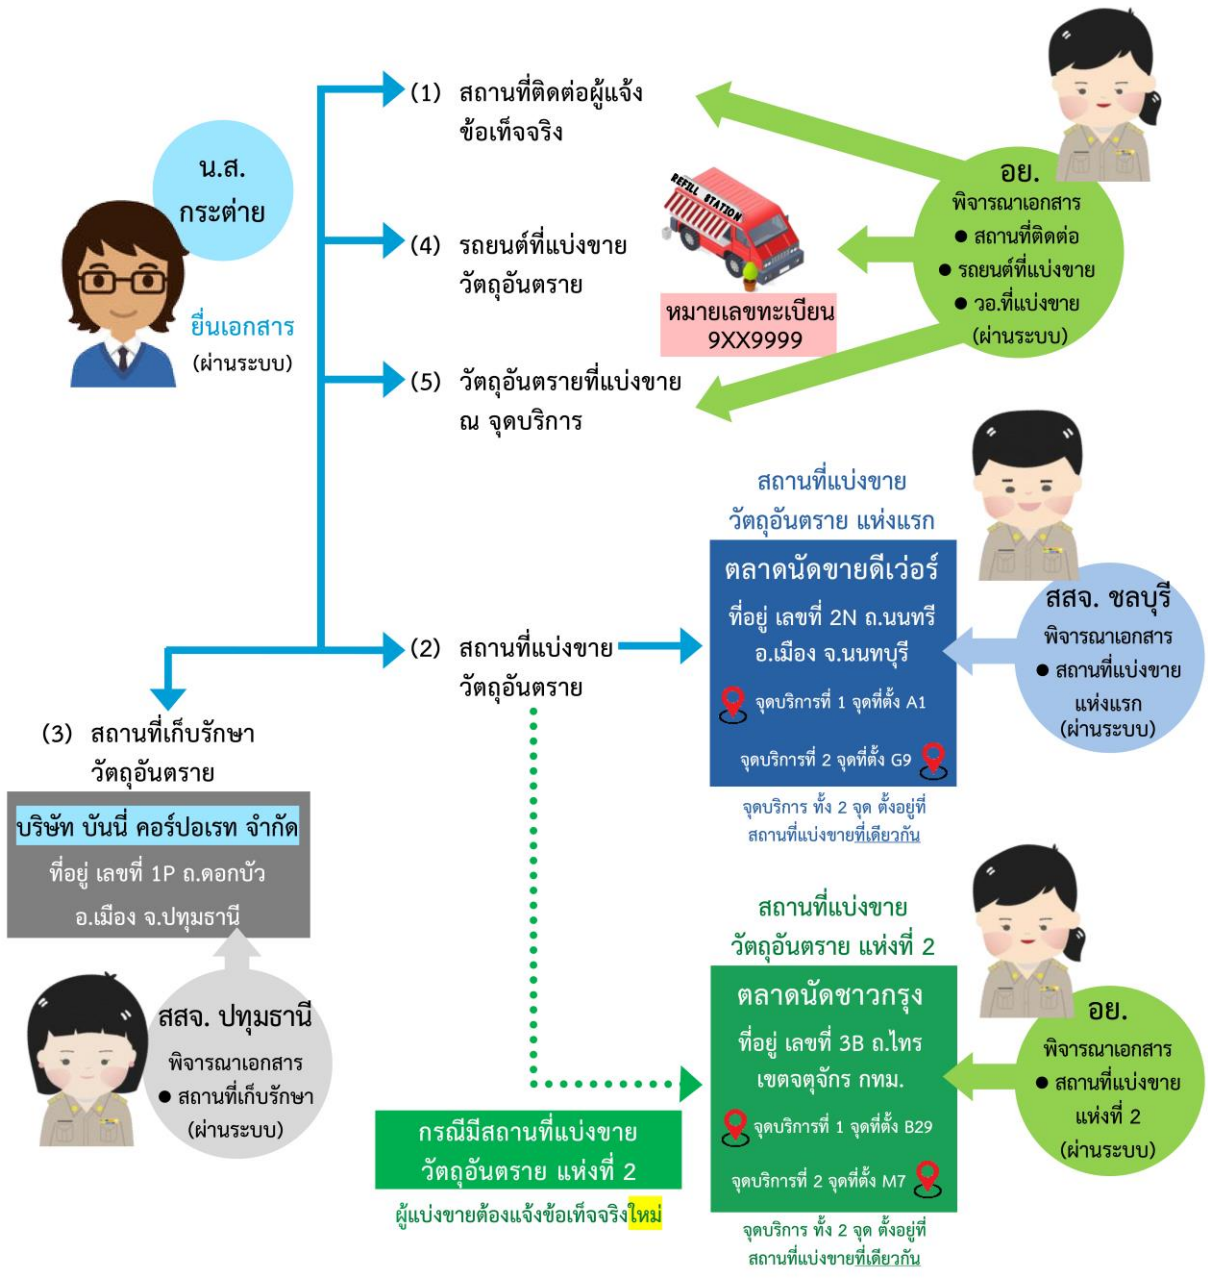 น.ส.
กระต่าย
ยื่นเอกสาร
(ผ่านระบบ)
(1) สถานที่ติดต่อผู้แจ้ง
ข้อเท็จจริง
(4) รถยนต์ที่แบ่งขาย
วัตถุอันตราย
REFILL STATION
หมายเลขทะเบียน
9XX9999
(5) วัตถุอันตรายที่แบ่งขาย
ณ จุดบริการ
อย.
พิจารณาเอกสาร
● สถานที่ติดต่อ
● รถยนต์ที่แบ่งขาย
● วอ.ที่แบ่งขาย
(ผ่านระบบ)
(2) สถานที่แบ่งขาย
วัตถุอันตราย
สถานที่แบ่งขาย
วัตถุอันตราย แห่งแรก
ตลาดนัดขายดีเว่อร์
ที่อยู่ เลขที่ 2N ถ.นนทรี
อ.เมือง จ.นนทบุรี
จุดบริการที่ 1 จุดที่ตั้ง A1
จุดบริการที่ 2 จุดที่ตั้ง G9
จุดบริการ ทั้ง 2 จุด ตั้งอยู่ที่
สถานที่แบ่งขายที่เดียวกัน
สสจ. ชลบุรี
พิจารณาเอกสาร
● สถานที่แบ่งขาย
แห่งแรก
(ผ่านระบบ)
(3) สถานที่เก็บรักษา
วัตถุอันตราย
บริษัท บันนี่ คอร์ปอเรท จำกัด
ที่อยู่ เลขที่ 1P ถ.ดอกบัว
อ.เมือง จ.ปทุมธานี
สสจ. ปทุมธานี
พิจารณาเอกสาร
● สถานที่เก็บรักษา
(ผ่านระบบ)
กรณีมีสถานที่แบ่งขาย
วัตถุอันตราย แห่งที่ 2
ผู้แบ่งขายต้องแจ้งข้อเท็จจริงใหม่
สถานที่แบ่งขาย
วัตถุอันตราย แห่งที่ 2
ตลาดนัดชาวกรุง
ที่อยู่ เลขที่ 3B ถ.ไทร
เขตจตุจักร กทม.
จุดบริการที่ 1 จุดที่ตั้ง B29
จุดบริการที่ 2 จุดที่ตั้ง M7
จุดบริการ ทั้ง 2 จุด ตั้งอยู่ที่
สถานที่แบ่งขายที่เดียวกัน
อย.
พิจารณาเอกสาร
● สถานที่แบ่งขาย
แห่งที่ 2
(ผ่านระบบ)